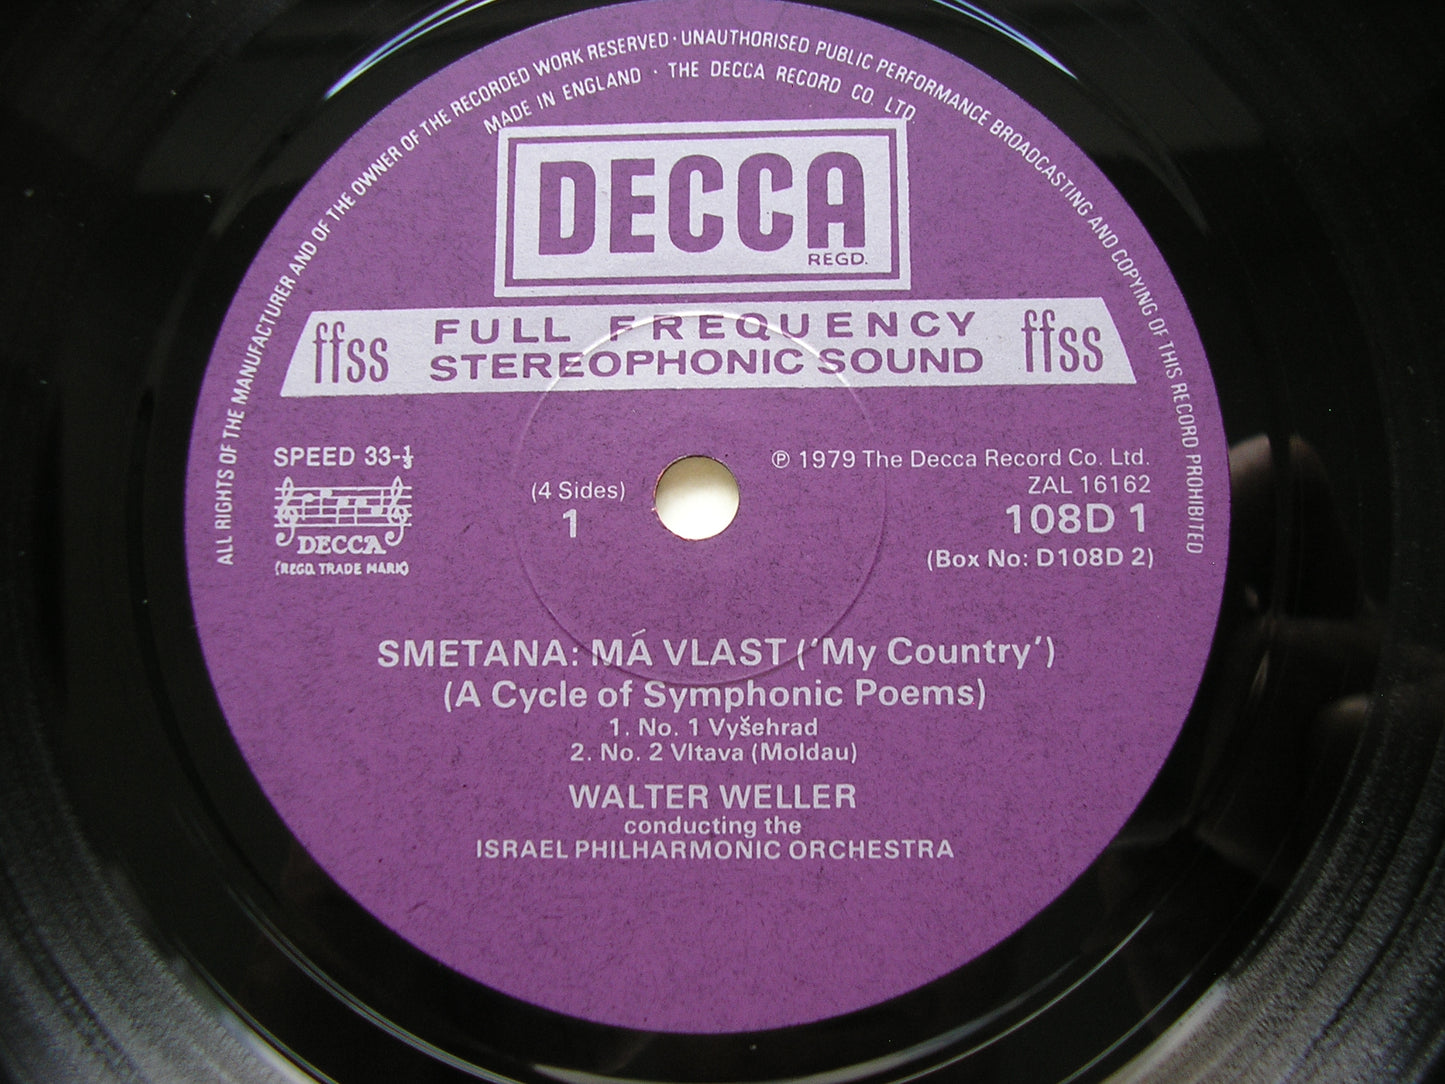 ALL RIGHTS OF THE MANUFACTURER AND OF THE OWNER OF THE RECORDED WORK RESERVED · UNAUTHORISED PUBLIC PERFORMANCE BROADCASTING AND COPYING OF THIS RECORD PROHIBITED
MADE IN ENGLAND · THE DECCA RECORD CO. LTD.
DECCA
REGD.
ffss FULL FREQUENCY ffss
STEREOPHONIC SOUND
SPEED 33-⅓
DECCA
(REGD. TRADE MARK)
(4 Sides)
1
℗ 1979 The Decca Record Co. Ltd.
ZAL 16162
108D 1
(Box No: D108D 2)
SMETANA: MÁ VLAST ('My Country')
(A Cycle of Symphonic Poems)
1. No. 1 Vyšehrad
2. No. 2 Vltava (Moldau)
WALTER WELLER
conducting the
ISRAEL PHILHARMONIC ORCHESTRA